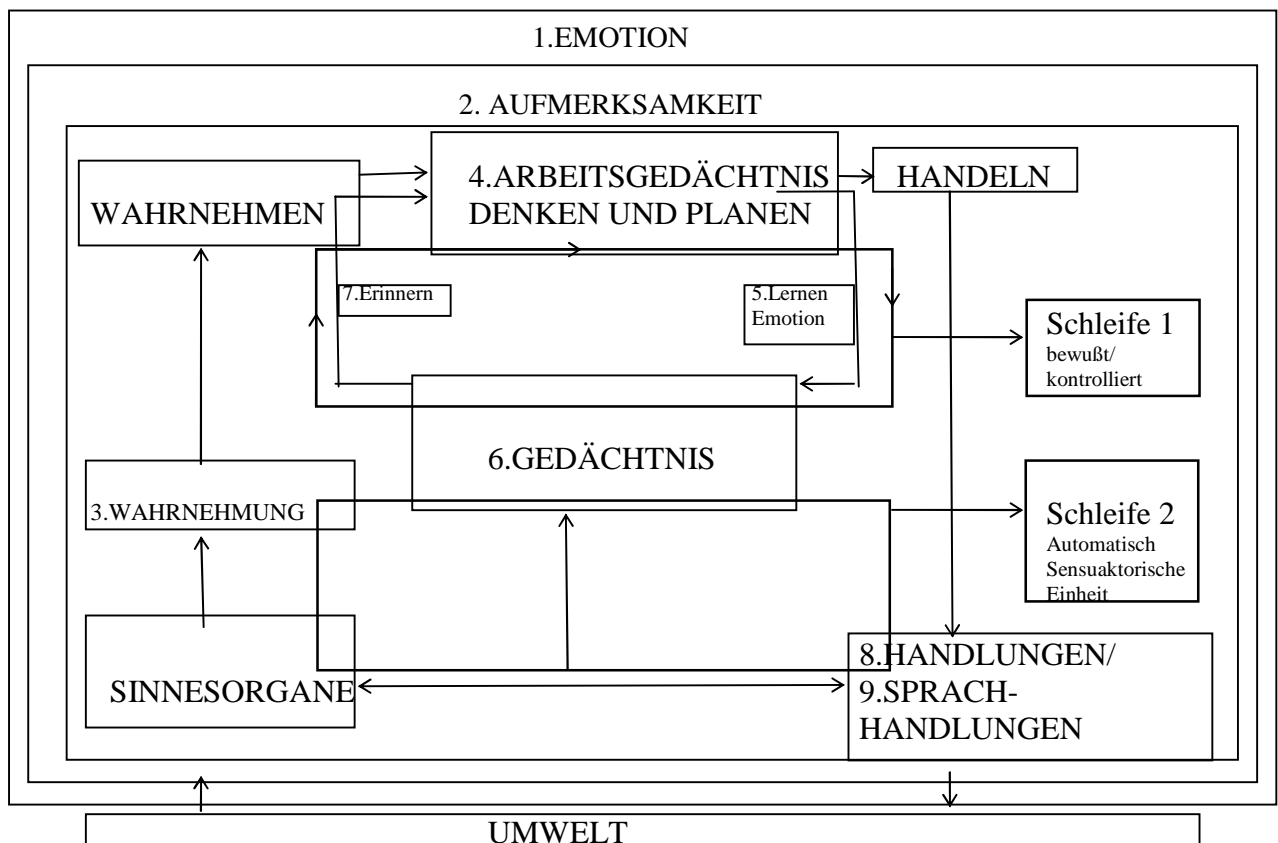 1.EMOTION
2. AUFMERKSAMKEIT
WAHRNEHMEN
4.ARBEITSGEDÄCHTNIS
DENKEN UND PLANEN
HANDELN
7.Erinnern
5.Lernen
Emotion
Schleife 1
bewußt/
kontrolliert
6.GEDÄCHTNIS
3.WAHRNEHMUNG
Schleife 2
Automatisch
Sensuaktorische
Einheit
SINNESORGANE
8.HANDLUNGEN/
9.SPRACH-
HANDLUNGEN
UMWELT